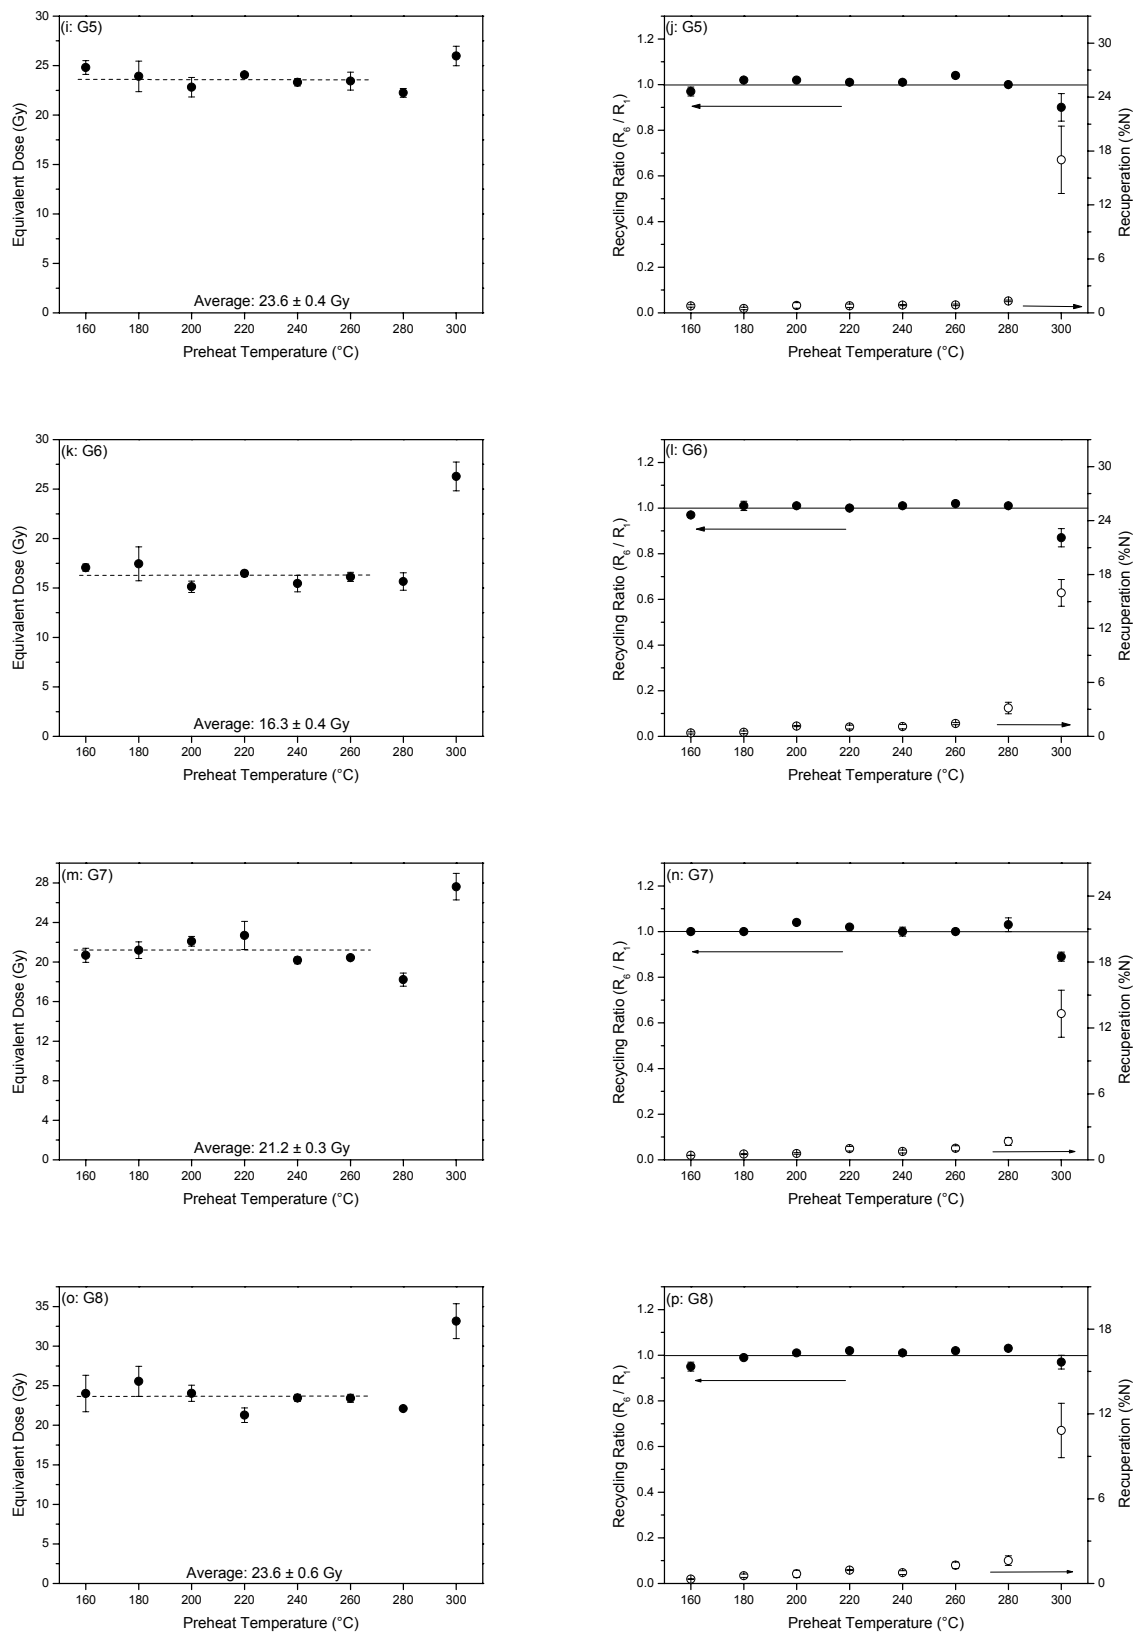 (i: G5)
30
25
20
15
10
5
0
Equivalent Dose (Gy)
Average: 23.6 ± 0.4 Gy
160 180 200 220 240 260 280 300
Preheat Temperature (°C)
(j: G5)
1.2
1.0
0.8
0.6
0.4
0.2
0.0
Recycling Ratio (R6 / R1)
30
24
18
12
6
0
Recuperation (%N)
160 180 200 220 240 260 280 300
Preheat Temperature (°C)
(k: G6)
30
25
20
15
10
5
0
Equivalent Dose (Gy)
Average: 16.3 ± 0.4 Gy
160 180 200 220 240 260 280 300
Preheat Temperature (°C)
(l: G6)
1.2
1.0
0.8
0.6
0.4
0.2
0.0
Recycling Ratio (R6 / R1)
30
24
18
12
6
0
Recuperation (%N)
160 180 200 220 240 260 280 300
Preheat Temperature (°C)
(m: G7)
28
24
20
16
12
8
4
0
Equivalent Dose (Gy)
Average: 21.2 ± 0.3 Gy
160 180 200 220 240 260 280 300
Preheat Temperature (°C)
(n: G7)
1.2
1.0
0.8
0.6
0.4
0.2
0.0
Recycling Ratio (R6 / R1)
24
18
12
6
0
Recuperation (%N)
160 180 200 220 240 260 280 300
Preheat Temperature (°C)
(o: G8)
35
30
25
20
15
10
5
0
Equivalent Dose (Gy)
Average: 23.6 ± 0.6 Gy
160 180 200 220 240 260 280 300
Preheat Temperature (°C)
(p: G8)
1.2
1.0
0.8
0.6
0.4
0.2
0.0
Recycling Ratio (R6 / R1)
18
12
6
0
Recuperation (%N)
160 180 200 220 240 260 280 300
Preheat Temperature (°C)